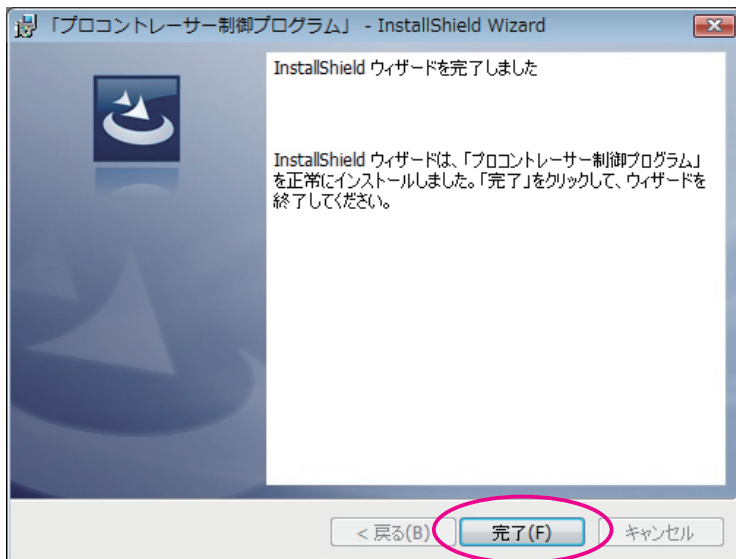 「プロコントレーサー制御プログラム」 - InstallShield Wizard
InstallShield ウィザードを完了しました
InstallShield ウィザードは、「プロコントレーサー制御プログラム」
を正常にインストールしました。「完了」をクリックして、ウィザードを
終了してください。
< 戻る(B) 完了(F) キャンセル